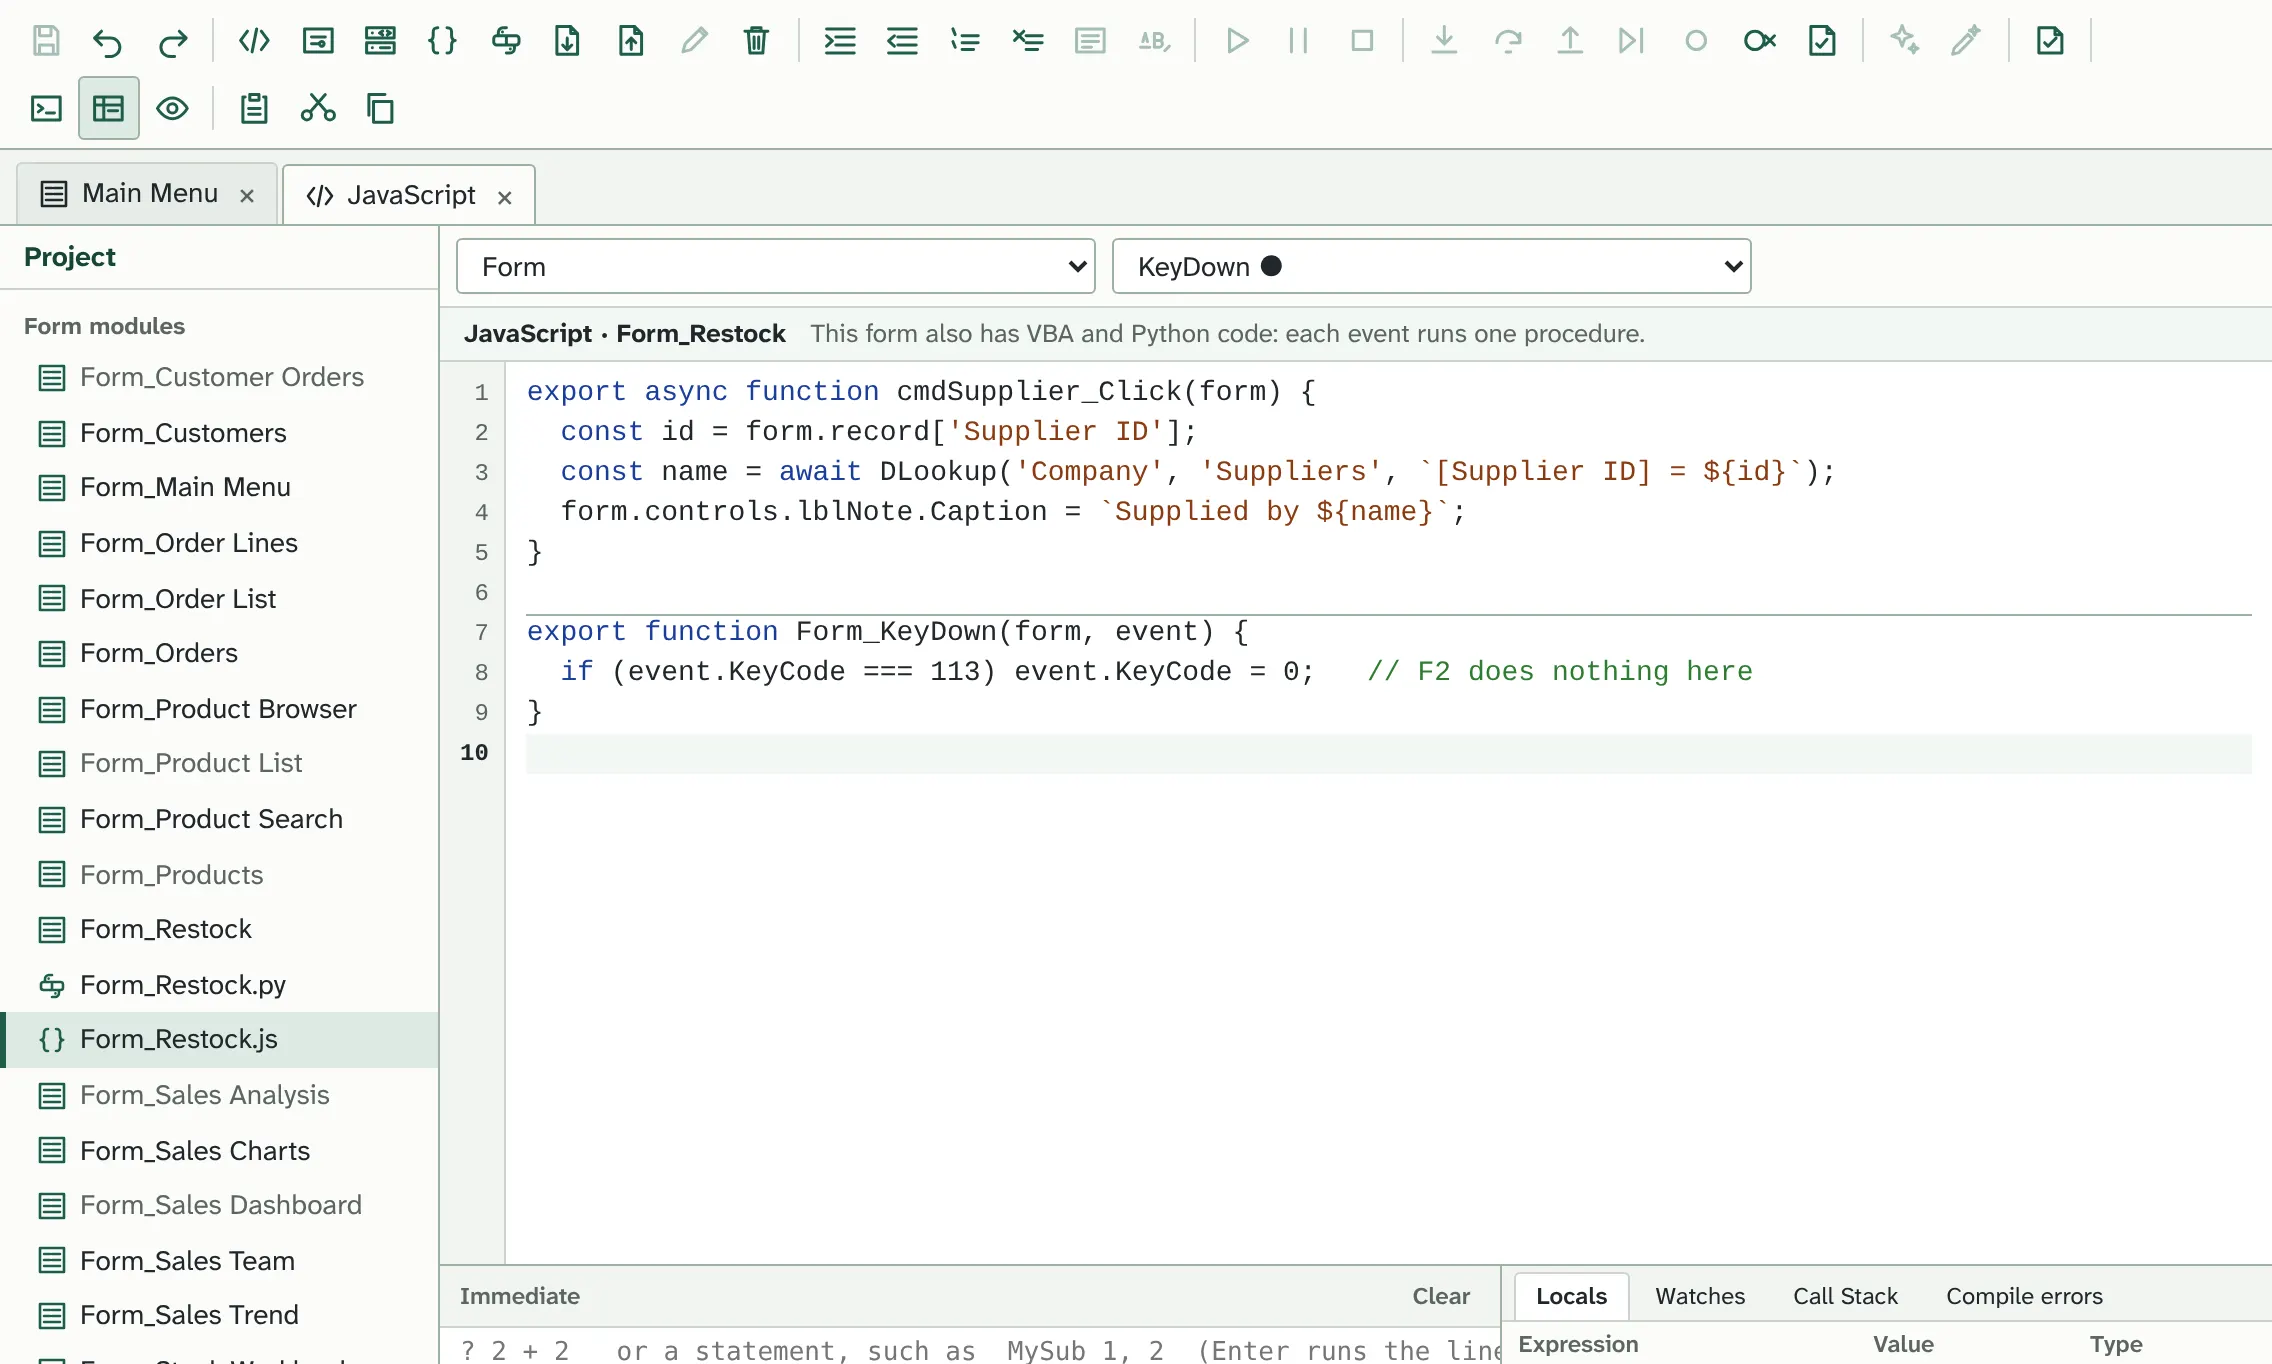 Main Menu ×
</> JavaScript ×
Project
Form
KeyDown ●
Form modules
JavaScript · Form_Restock This form also has VBA and Python code: each event runs one procedure.
Form_Customer Orders
Form_Customers
Form_Main Menu
Form_Order Lines
Form_Order List
Form_Orders
Form_Product Browser
Form_Product List
Form_Product Search
Form_Products
Form_Restock
Form_Restock.py
{} Form_Restock.js
Form_Sales Analysis
Form_Sales Charts
Form_Sales Dashboard
Form_Sales Team
Form_Sales Trend
1 export async function cmdSupplier_Click(form) {
2   const id = form.record['Supplier ID'];
3   const name = await DLookup('Company', 'Suppliers', `[Supplier ID] = ${id}`);
4   form.controls.lblNote.Caption = `Supplied by ${name}`;
5 }
6
7 export function Form_KeyDown(form, event) {
8   if (event.KeyCode === 113) event.KeyCode = 0;   // F2 does nothing here
9 }
10
Immediate
Clear
? 2 + 2   or a statement, such as  MySub 1, 2  (Enter runs the line
Locals Watches Call Stack Compile errors
Expression Value Type